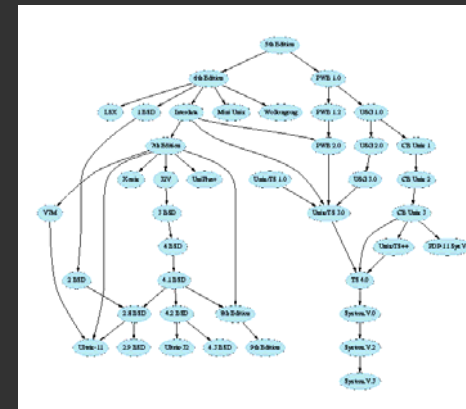 5th Edition
6th Edition PWB 1.0
LSX 1 BSD Interdata Mini Unix Wollongong PWB 1.2 USG 1.0
7th Edition PWB 2.0 USG 2.0 CB Unix 1
Xenix UniPlus+ Unix/TS 1.0 USG 3.0 CB Unix 2
V7M 3 BSD Unix/TS 3.0 CB Unix 3
4 BSD Unix/TS++ PDP-11 Sys V
2 BSD 4.1 BSD TS 4.0
2.8 BSD 4.2 BSD 8th Edition System V.0
Ultrix-11 2.9 BSD Ultrix-32 4.3 BSD 9th Edition System V.2
System V.3